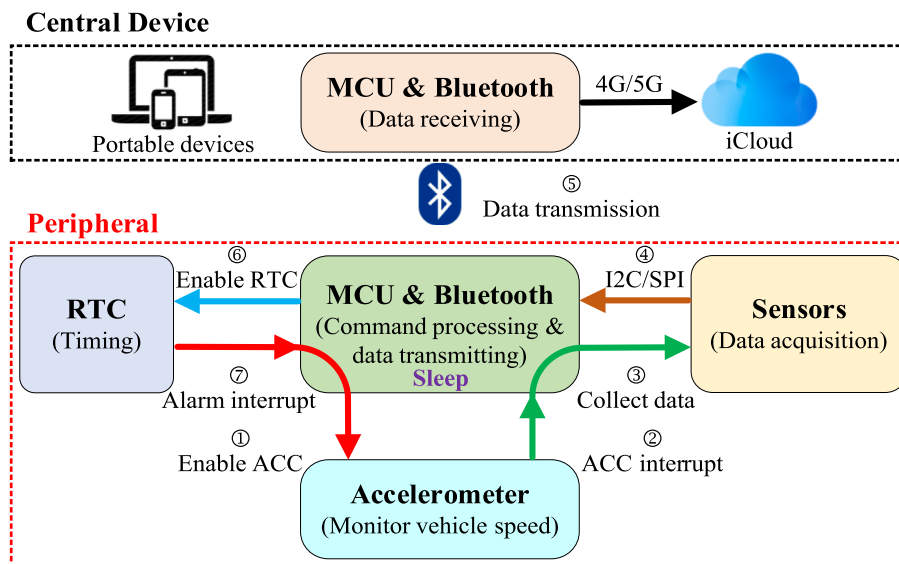 Central Device
MCU & Bluetooth
(Data receiving)
4G/5G
Portable devices
iCloud
⑤
Data transmission
Peripheral
⑥
Enable RTC
④
I2C/SPI
RTC
(Timing)
MCU & Bluetooth
(Command processing &
data transmitting)
Sleep
Sensors
(Data acquisition)
⑦
Alarm interrupt
③
Collect data
①
Enable ACC
②
ACC interrupt
Accelerometer
(Monitor vehicle speed)